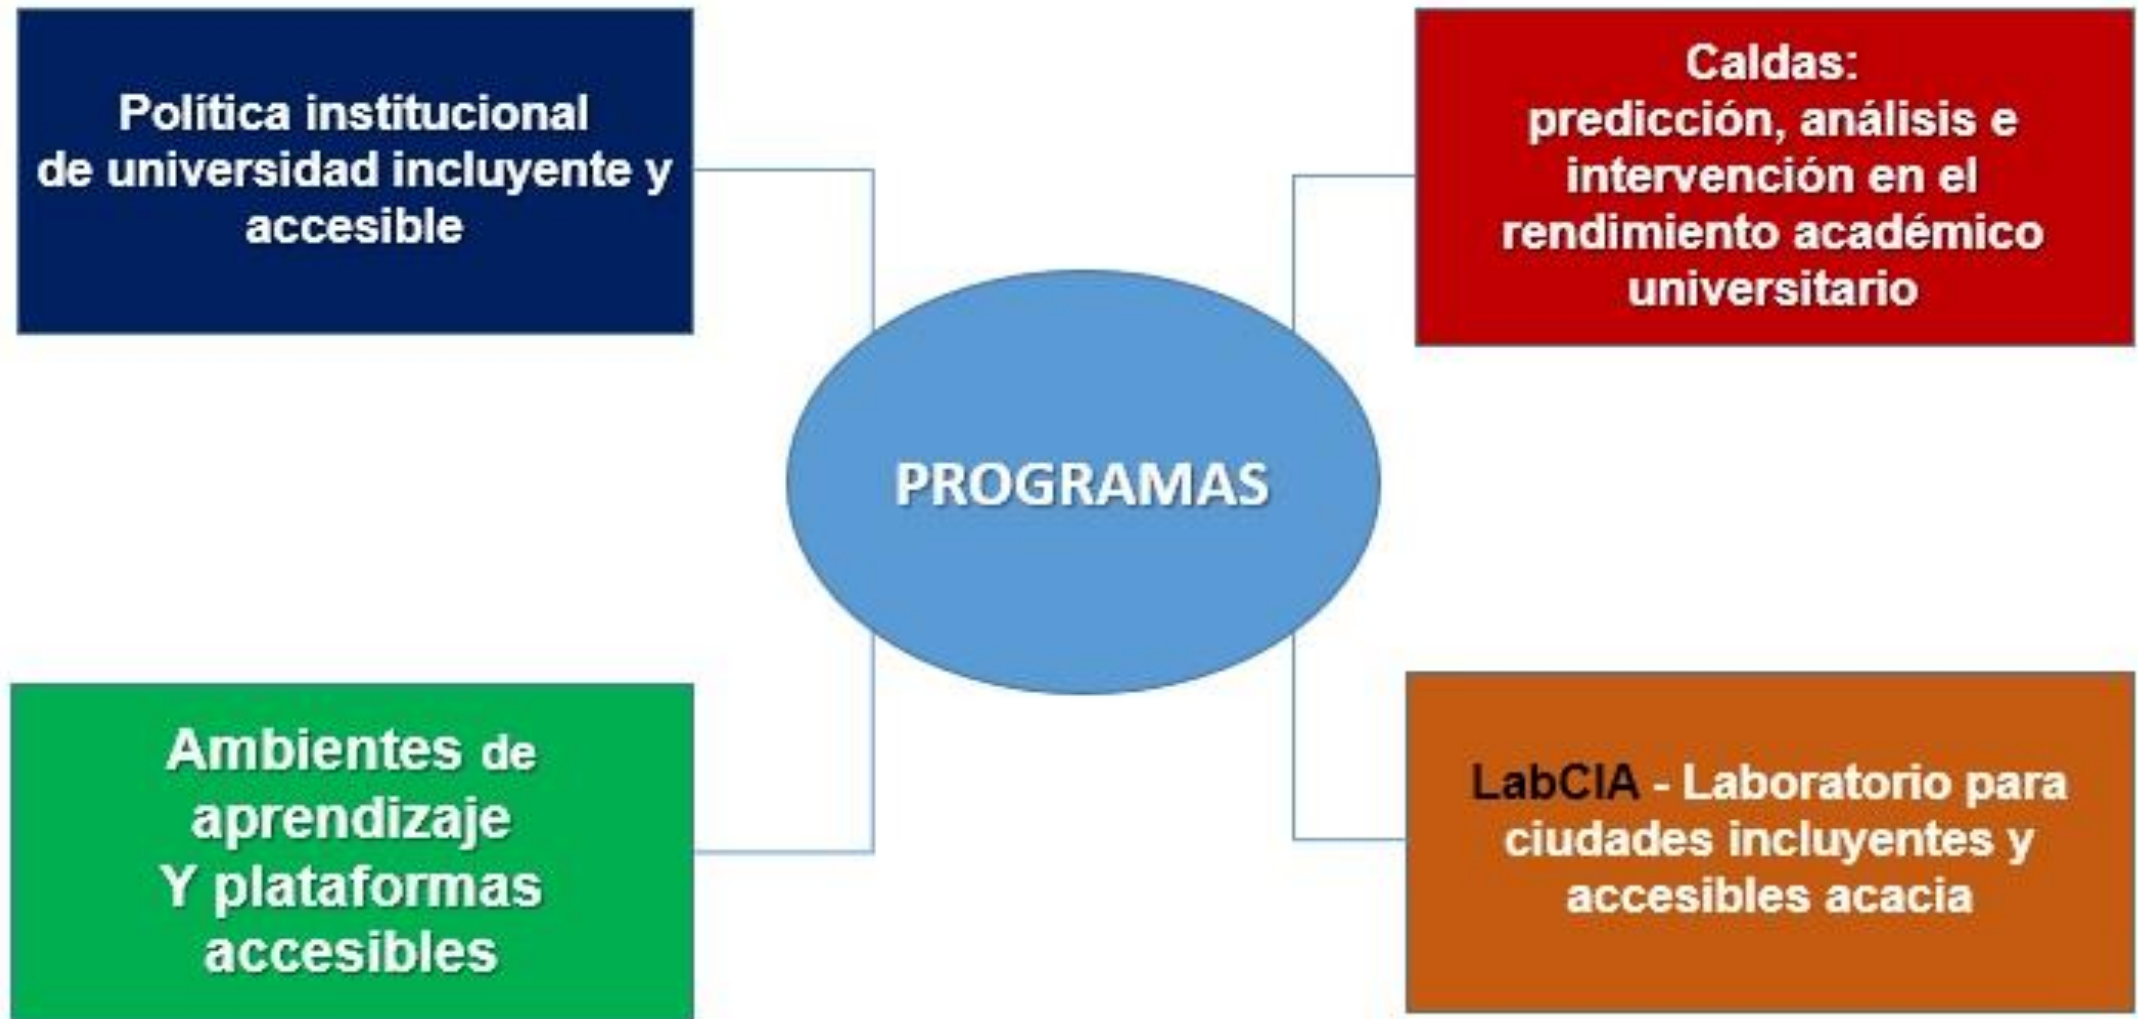 Política institucional
de universidad incluyente y
accesible
Caldas:
predicción, análisis e
intervención en el
rendimiento académico
universitario
PROGRAMAS
Ambientes de
aprendizaje
Y plataformas
accesibles
LabCIA - Laboratorio para
ciudades incluyentes y
accesibles acacia